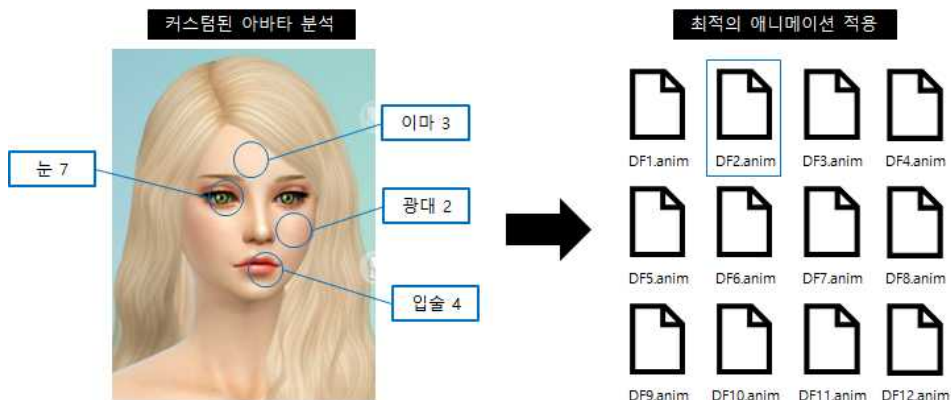 커스텀된 아바타 분석
최적의 애니메이션 적용
이마 3
눈 7
광대 2
입술 4
DF1.anim DF2.anim DF3.anim DF4.anim
DF5.anim DF6.anim DF7.anim DF8.anim
DF9.anim DF10.anim DF11.anim DF12.anim